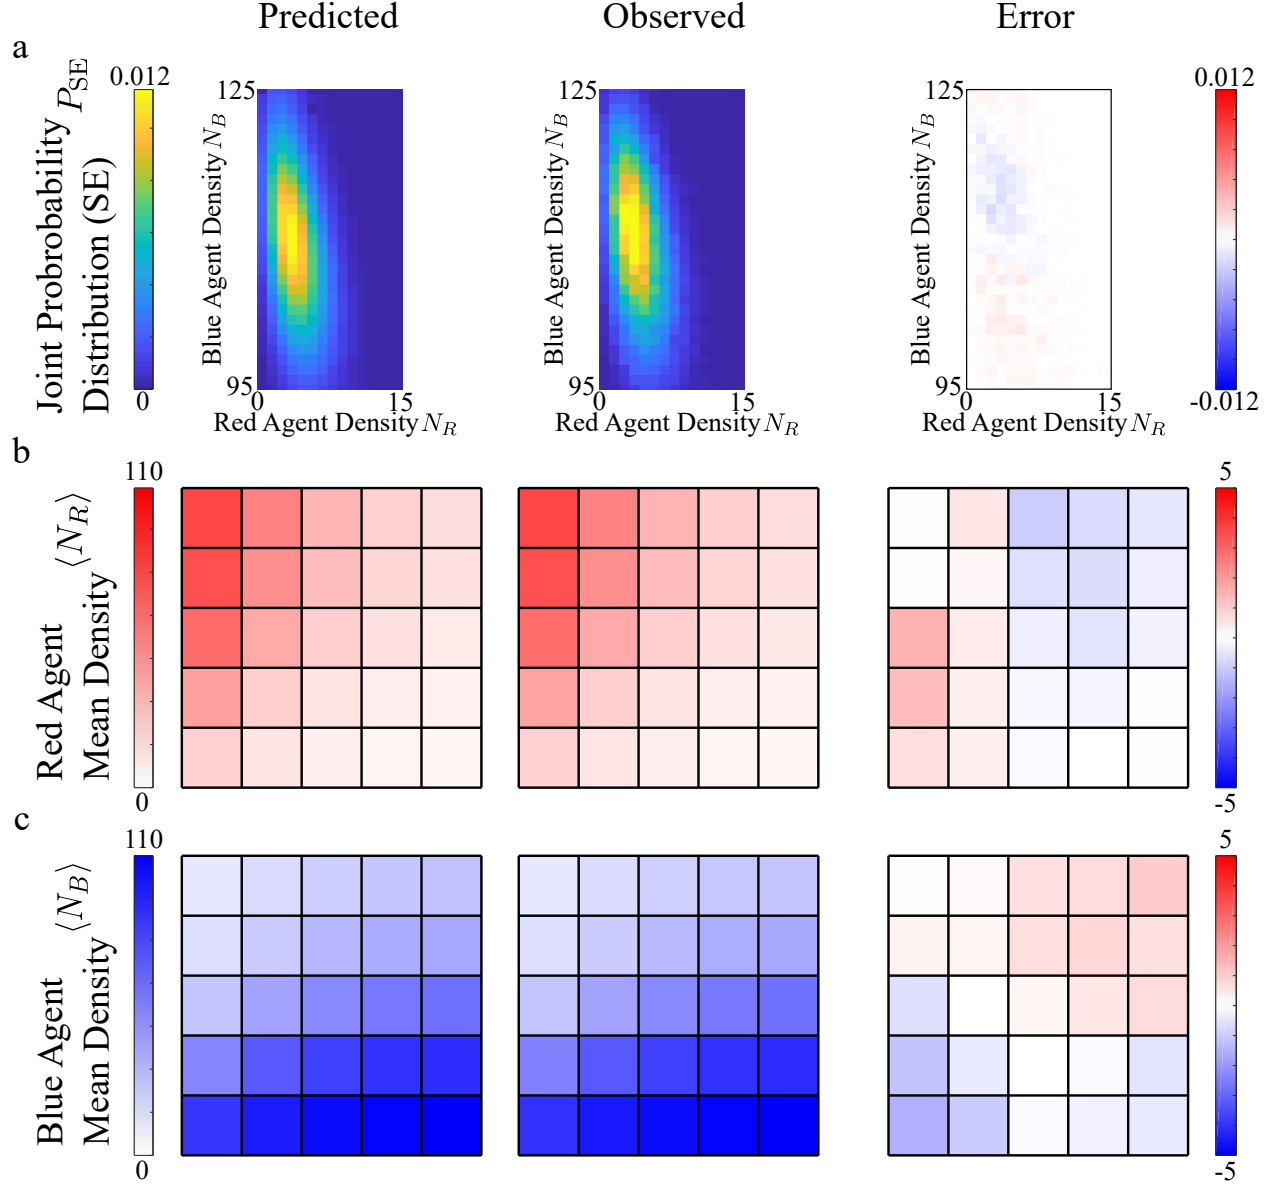 Predicted Observed Error
a
Joint Probrobability
Distribution (SE)
P_SE
0.012
0
125
95
0 15
Blue Agent Density N_B
Red Agent Density N_R
125
95
0 15
Blue Agent Density N_B
Red Agent Density N_R
125
95
0 15
Blue Agent Density N_B
Red Agent Density N_R
0.012
-0.012
b
Red Agent
Mean Density ⟨N_R⟩
110
0
5
-5
c
Blue Agent
Mean Density ⟨N_B⟩
110
0
5
-5